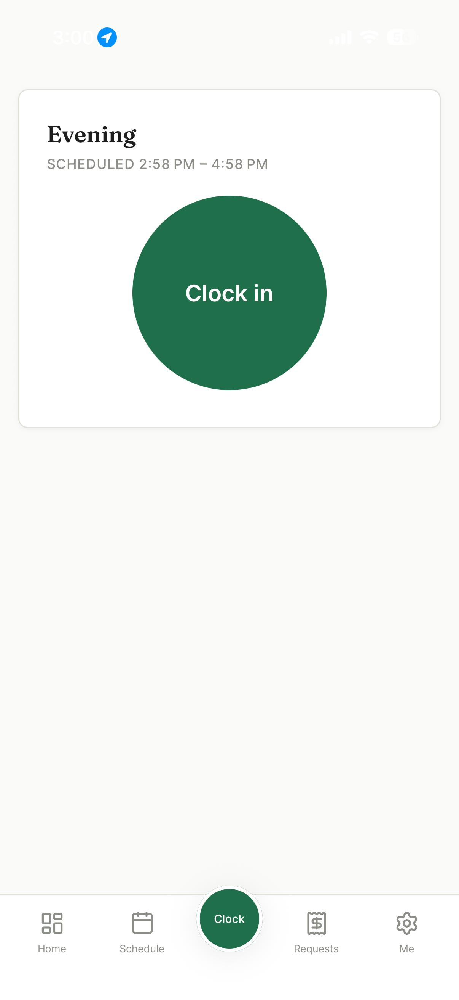 3:00
Evening
SCHEDULED 2:58 PM – 4:58 PM
Clock in
Clock
Home
Schedule
Requests
Me